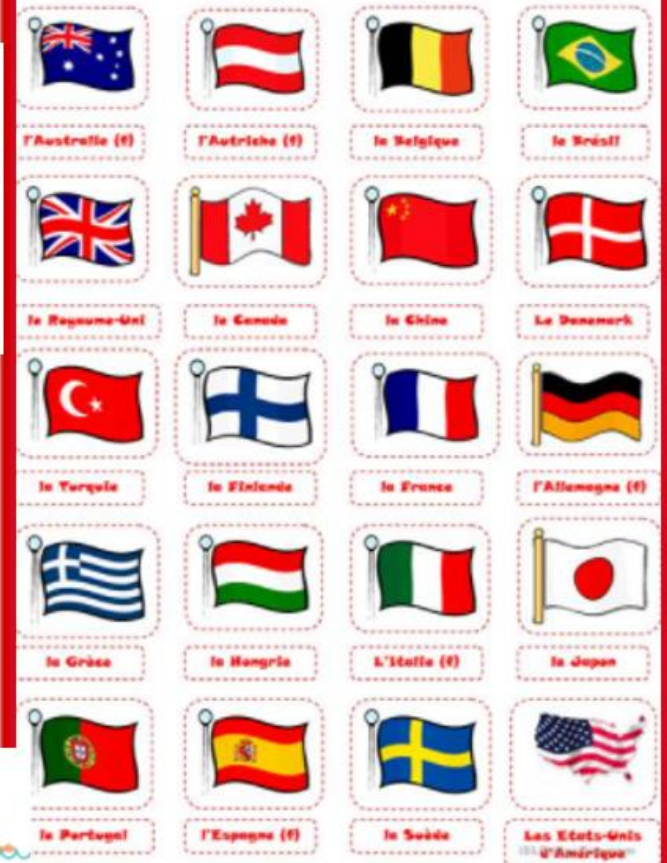 l'Australie (f)
l'Autriche (f)
la Belgique
le Brésil
le Royaume-Uni
le Canada
la Chine
Le Danemark
la Turquie
la Finlande
la France
l'Allemagne (f)
la Grèce
la Hongrie
L'Italie (f)
le Japon
le Portugal
l'Espagne (f)
la Suède
Les Etats-Unis
d'Amérique